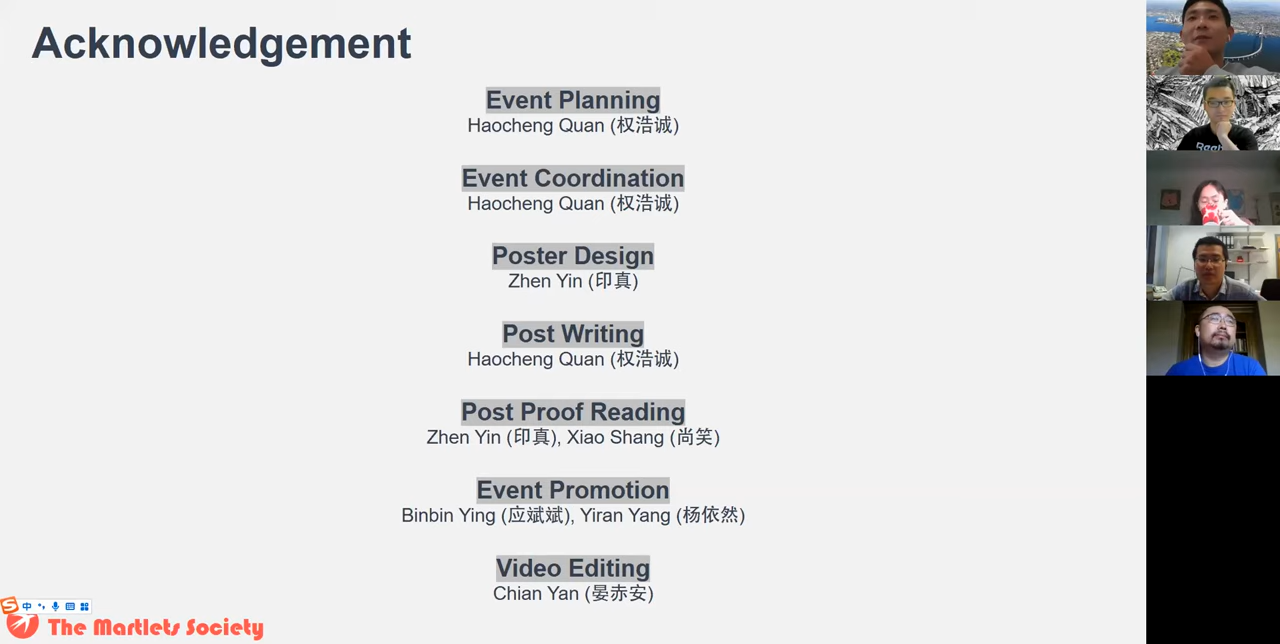 Acknowledgement
Event Planning
Haocheng Quan (权浩诚)
Event Coordination
Haocheng Quan (权浩诚)
Poster Design
Zhen Yin (印真)
Post Writing
Haocheng Quan (权浩诚)
Post Proof Reading
Zhen Yin (印真), Xiao Shang (尚笑)
Event Promotion
Binbin Ying (应斌斌), Yiran Yang (杨依然)
Video Editing
Chian Yan (晏赤安)
中
The Martlets Society